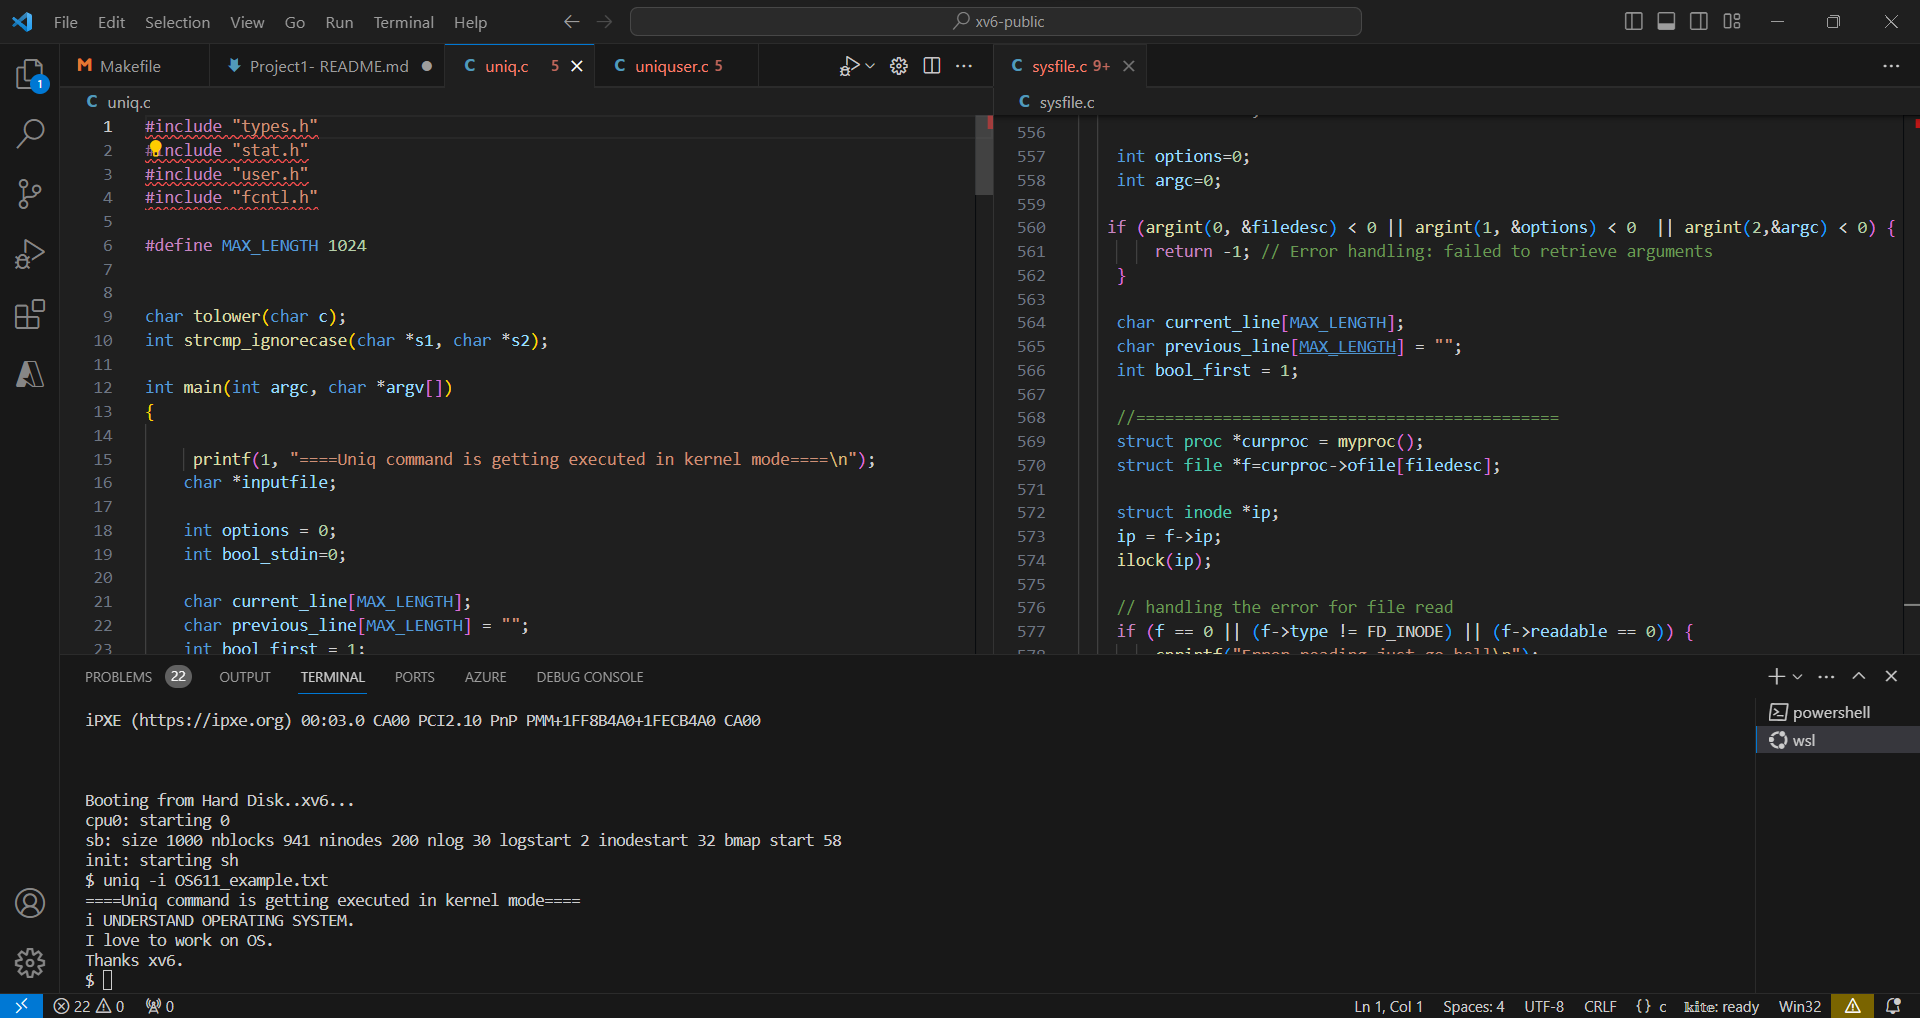 File Edit Selection View Go Run Terminal Help xv6-public
Makefile Project1- README.md uniq.c 5 uniquser.c 5
sysfile.c 9+
1
uniq.c
1 #include "types.h"
2 #include "stat.h"
3 #include "user.h"
4 #include "fcntl.h"
5
6 #define MAX_LENGTH 1024
7
8
9 char tolower(char c);
10 int strcmp_ignorecase(char *s1, char *s2);
11
12 int main(int argc, char *argv[])
13 {
14
15 printf(1, "====Uniq command is getting executed in kernel mode====\n");
16 char *inputfile;
17
18 int options = 0;
19 int bool_stdin=0;
20
21 char current_line[MAX_LENGTH];
22 char previous_line[MAX_LENGTH] = "";
23 int bool_first = 1;
sysfile.c
556
557 int options=0;
558 int argc=0;
559
560 if (argint(0, &filedesc) < 0 || argint(1, &options) < 0 || argint(2,&argc) < 0) {
561 return -1; // Error handling: failed to retrieve arguments
562 }
563
564 char current_line[MAX_LENGTH];
565 char previous_line[MAX_LENGTH] = "";
566 int bool_first = 1;
567
568 //============================================
569 struct proc *curproc = myproc();
570 struct file *f=curproc->ofile[filedesc];
571
572 struct inode *ip;
573 ip = f->ip;
574 ilock(ip);
575
576 // handling the error for file read
577 if (f == 0 || (f->type != FD_INODE) || (f->readable == 0)) {
PROBLEMS 22 OUTPUT TERMINAL PORTS AZURE DEBUG CONSOLE
iPXE (https://ipxe.org) 00:03.0 CA00 PCI2.10 PnP PMM+1FF8B4A0+1FECB4A0 CA00
Booting from Hard Disk..xv6...
cpu0: starting 0
sb: size 1000 nblocks 941 ninodes 200 nlog 30 logstart 2 inodestart 32 bmap start 58
init: starting sh
$ uniq -i OS611_example.txt
====Uniq command is getting executed in kernel mode====
i UNDERSTAND OPERATING SYSTEM.
I love to work on OS.
Thanks xv6.
$
powershell
wsl
22 0 0 Ln 1, Col 1 Spaces: 4 UTF-8 CRLF {} C kite: ready Win32